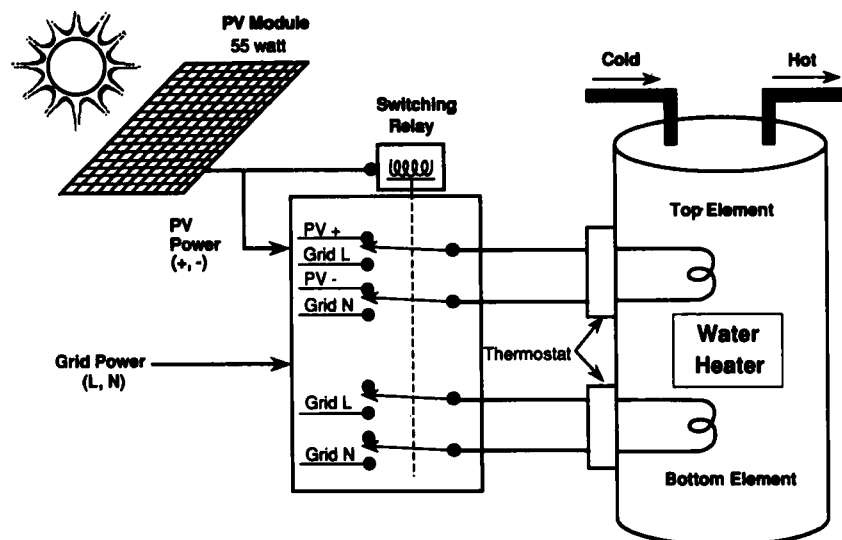 PV Module
55 watt
Cold
Hot
Switching
Relay
Top Element
PV
Power
(+, -)
PV +
Grid L
PV -
Grid N
Water
Heater
Thermostat
Grid Power
(L, N)
Grid L
Grid N
Bottom Element